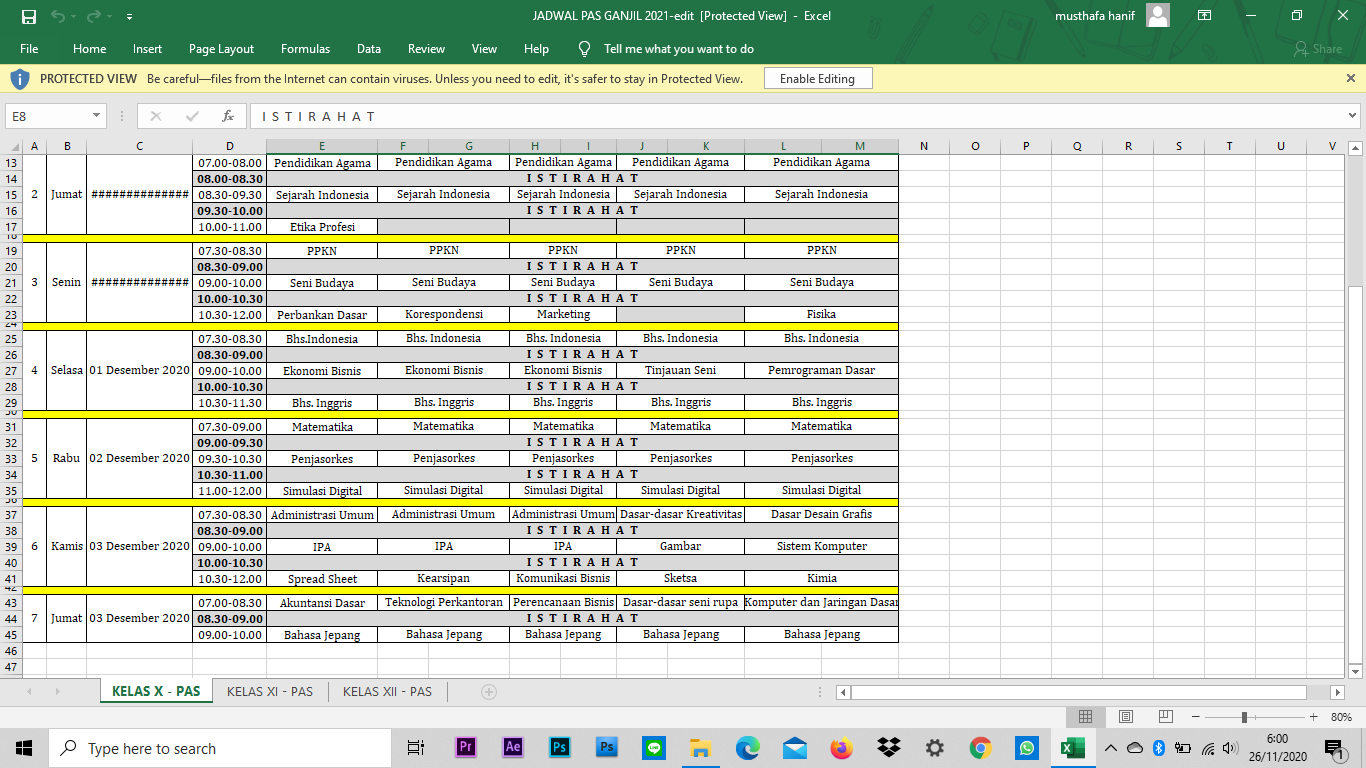 JADWAL PAS GANJIL 2021-edit [Protected View] - Excel
musthafa hanif
File Home Insert Page Layout Formulas Data Review View Help Tell me what you want to do Share
PROTECTED VIEW Be careful—files from the Internet can contain viruses. Unless you need to edit, it's safer to stay in Protected View. Enable Editing
E8 fx I S T I R A H A T
A B C D E F G H I J K L M N O P Q R S T U V
13 07.00-08.00 Pendidikan Agama Pendidikan Agama Pendidikan Agama Pendidikan Agama Pendidikan Agama
14 08.00-08.30 I S T I R A H A T
15 2 Jumat ############## 08.30-09.30 Sejarah Indonesia Sejarah Indonesia Sejarah Indonesia Sejarah Indonesia Sejarah Indonesia
16 09.30-10.00 I S T I R A H A T
17 10.00-11.00 Etika Profesi
18
19 07.30-08.30 PPKN PPKN PPKN PPKN PPKN
20 08.30-09.00 I S T I R A H A T
21 3 Senin ############## 09.00-10.00 Seni Budaya Seni Budaya Seni Budaya Seni Budaya Seni Budaya
22 10.00-10.30 I S T I R A H A T
23 10.30-12.00 Perbankan Dasar Korespondensi Marketing Fisika
24
25 07.30-08.30 Bhs.Indonesia Bhs. Indonesia Bhs. Indonesia Bhs. Indonesia Bhs. Indonesia
26 08.30-09.00 I S T I R A H A T
27 4 Selasa 01 Desember 2020 09.00-10.00 Ekonomi Bisnis Ekonomi Bisnis Ekonomi Bisnis Tinjauan Seni Pemrograman Dasar
28 10.00-10.30 I S T I R A H A T
29 10.30-11.30 Bhs. Inggris Bhs. Inggris Bhs. Inggris Bhs. Inggris Bhs. Inggris
30
31 07.30-09.00 Matematika Matematika Matematika Matematika Matematika
32 09.00-09.30 I S T I R A H A T
33 5 Rabu 02 Desember 2020 09.30-10.30 Penjasorkes Penjasorkes Penjasorkes Penjasorkes Penjasorkes
34 10.30-11.00 I S T I R A H A T
35 11.00-12.00 Simulasi Digital Simulasi Digital Simulasi Digital Simulasi Digital Simulasi Digital
36
37 07.30-08.30 Administrasi Umum Administrasi Umum Administrasi Umum Dasar-dasar Kreativitas Dasar Desain Grafis
38 08.30-09.00 I S T I R A H A T
39 6 Kamis 03 Desember 2020 09.00-10.00 IPA IPA IPA Gambar Sistem Komputer
40 10.00-10.30 I S T I R A H A T
41 10.30-12.00 Spread Sheet Kearsipan Komunikasi Bisnis Sketsa Kimia
42
43 07.00-08.30 Akuntansi Dasar Teknologi Perkantoran Perencanaan Bisnis Dasar-dasar seni rupa Komputer dan Jaringan Dasar
44 7 Jumat 03 Desember 2020 08.30-09.00 I S T I R A H A T
45 09.00-10.00 Bahasa Jepang Bahasa Jepang Bahasa Jepang Bahasa Jepang Bahasa Jepang
46
47
KELAS X - PAS KELAS XI - PAS KELAS XII - PAS
80%
Type here to search Pr Ae Ps Ps LINE 6:00
26/11/2020 1